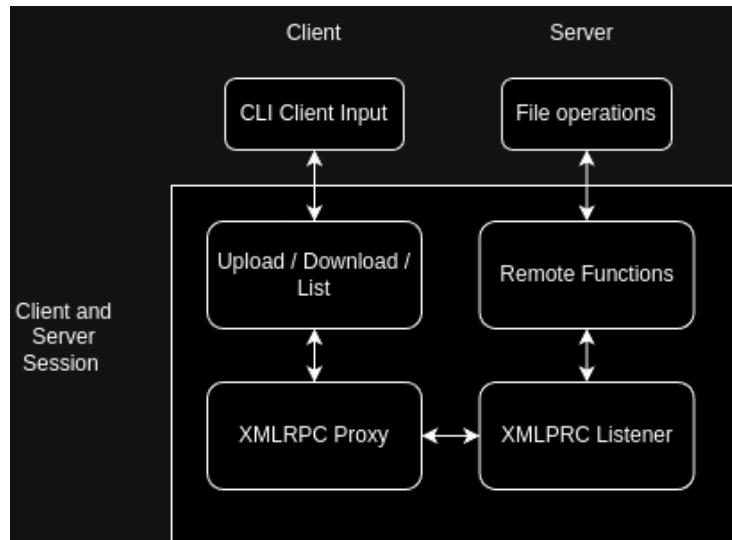 Client
Server
CLI Client Input
File operations
Upload / Download /
List
Remote Functions
Client and
Server
Session
XMLRPC Proxy
XMLPRC Listener